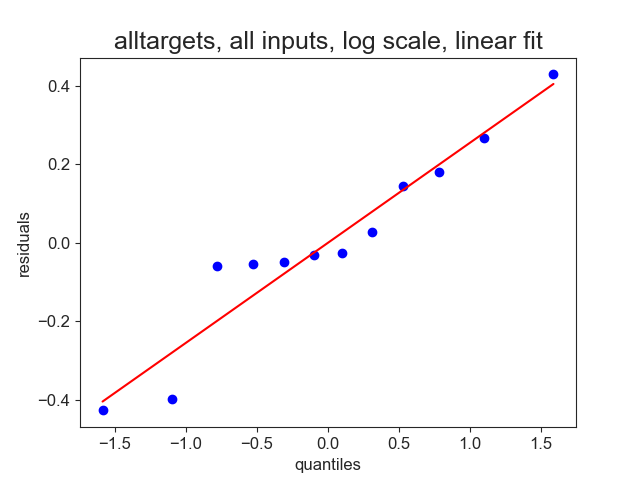 alltargets, all inputs, log scale, linear fit
0.4
0.2
0.0
−0.2
−0.4
residuals
−1.5 −1.0 −0.5 0.0 0.5 1.0 1.5
quantiles